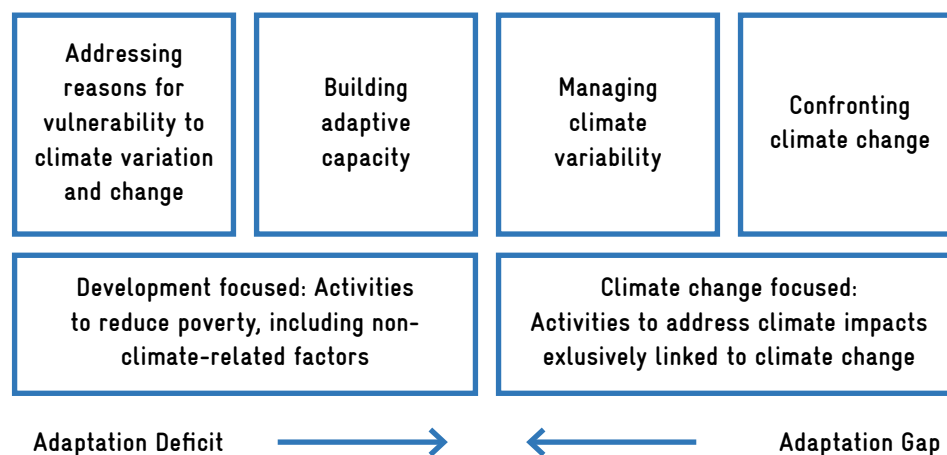 Addressing
reasons for
vulnerability to
climate variation
and change
Building
adaptive
capacity
Managing
climate
variability
Confronting
climate change
Development focused: Activities
to reduce poverty, including non-
climate-related factors
Climate change focused:
Activities to address climate impacts
exlusively linked to climate change
Adaptation Deficit
Adaptation Gap